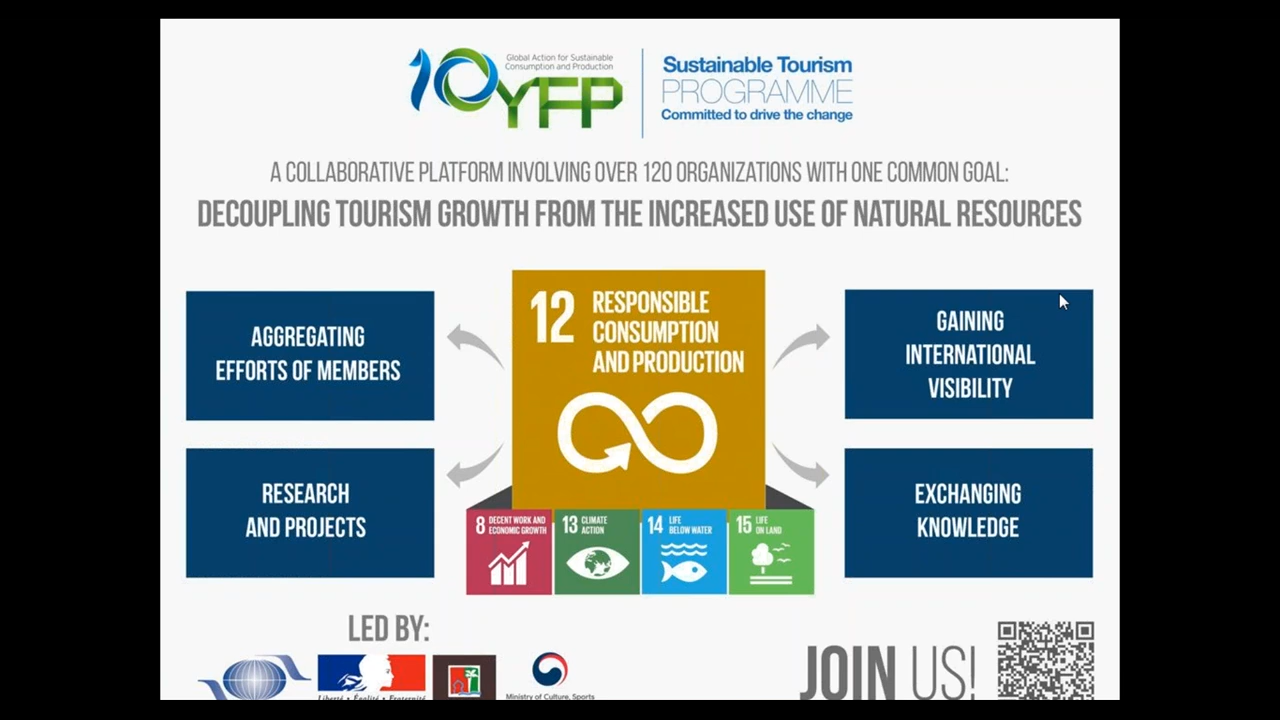 10YFP
Global Action for Sustainable
Consumption and Production
Sustainable Tourism
PROGRAMME
Committed to drive the change
A COLLABORATIVE PLATFORM INVOLVING OVER 120 ORGANIZATIONS WITH ONE COMMON GOAL:
DECOUPLING TOURISM GROWTH FROM THE INCREASED USE OF NATURAL RESOURCES
AGGREGATING
EFFORTS OF MEMBERS
RESEARCH
AND PROJECTS
12 RESPONSIBLE
CONSUMPTION
AND PRODUCTION
8 DECENT WORK AND
ECONOMIC GROWTH
13 CLIMATE
ACTION
14 LIFE
BELOW WATER
15 LIFE
ON LAND
GAINING
INTERNATIONAL
VISIBILITY
EXCHANGING
KNOWLEDGE
LED BY:
Liberté • Égalité • Fraternité
Ministry of Culture, Sports
JOIN US!